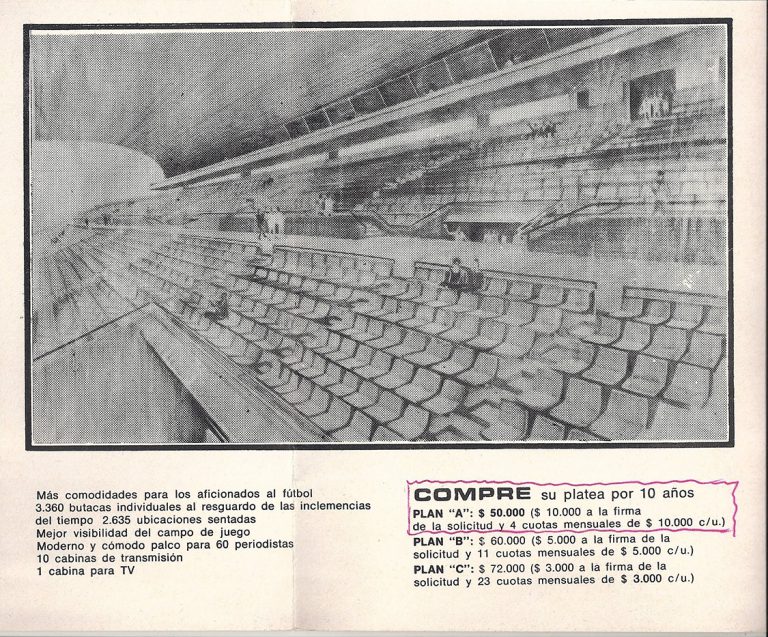 Más comodidades para los aficionados al fútbol
3.360 butacas individuales al resguardo de las inclemencias
del tiempo 2.635 ubicaciones sentadas
Mejor visibilidad del campo de juego
Moderno y cómodo palco para 60 periodistas
10 cabinas de transmisión
1 cabina para TV
COMPRE su platea por 10 años
PLAN "A": $ 50.000 ($ 10.000 a la firma
de la solicitud y 4 cuotas mensuales de $ 10.000 c/u.)
PLAN "B": $ 60.000 ($ 5.000 a la firma de la
solicitud y 11 cuotas mensuales de $ 5.000 c/u.)
PLAN "C": $ 72.000 ($ 3.000 a la firma de la
solicitud y 23 cuotas mensuales de $ 3.000 c/u.)